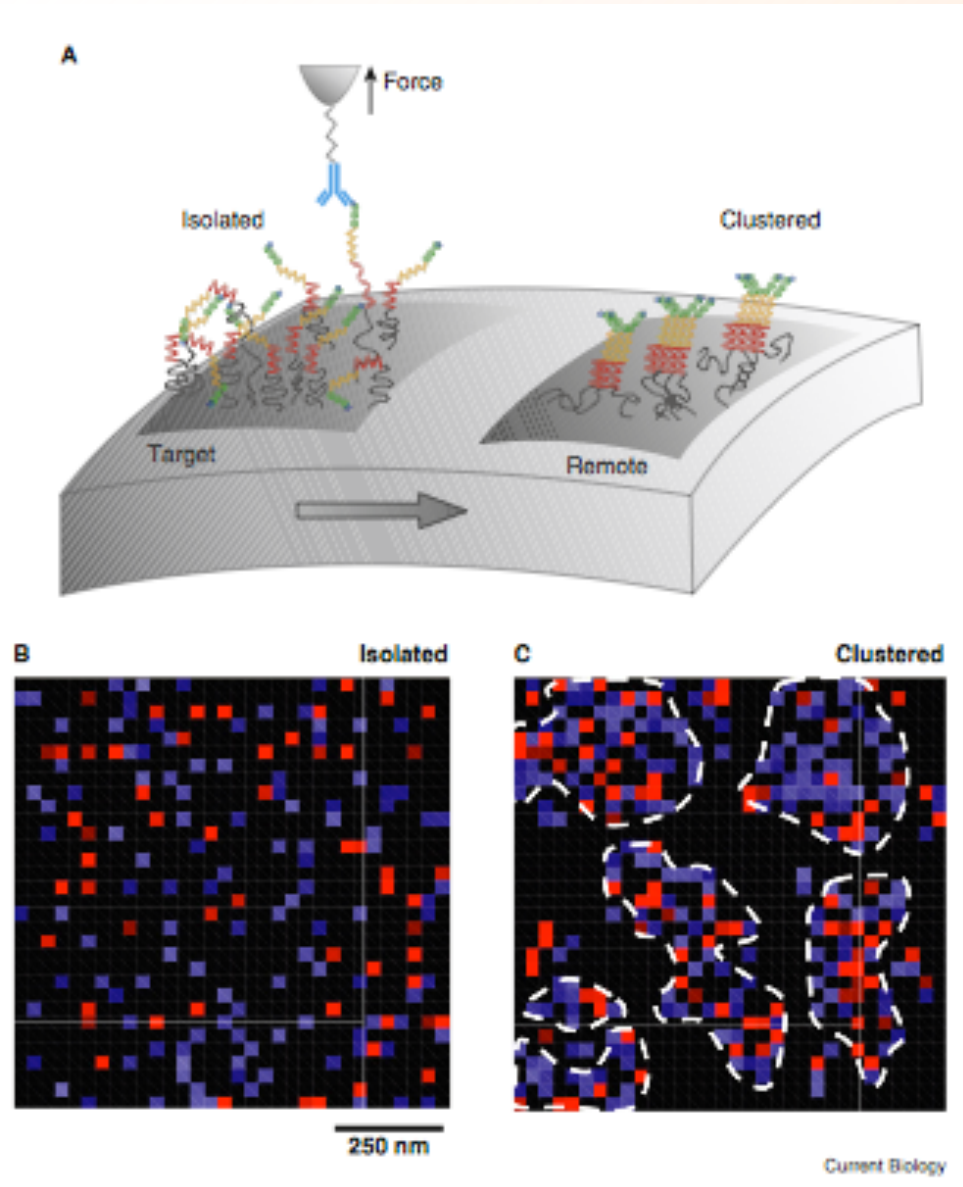 A
Force
Isolated
Clustered
Target
Remote
B
Isolated
C
Clustered
250 nm
Current Biology